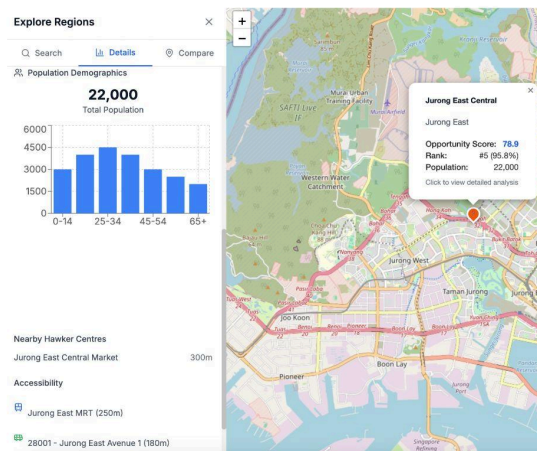 Explore Regions
×
Search
Details
Compare
Population Demographics
22,000
Total Population
6000
4500
3000
1500
0
0-14
25-34
45-54
65+
Nearby Hawker Centres
Jurong East Central Market
300m
Accessibility
Jurong East MRT (250m)
28001 - Jurong East Avenue 1 (180m)
+
−
Murai Urban
Training Facility
SAFTI Live
IF
Western Water
Catchment
Jurong West
Taman Jurong
Joo Koon
Pioneer
Boon Lay
Singapore
Refining
×
Jurong East Central
Jurong East
Opportunity Score: 78.9
Rank: #5 (95.8%)
Population: 22,000
Click to view detailed analysis